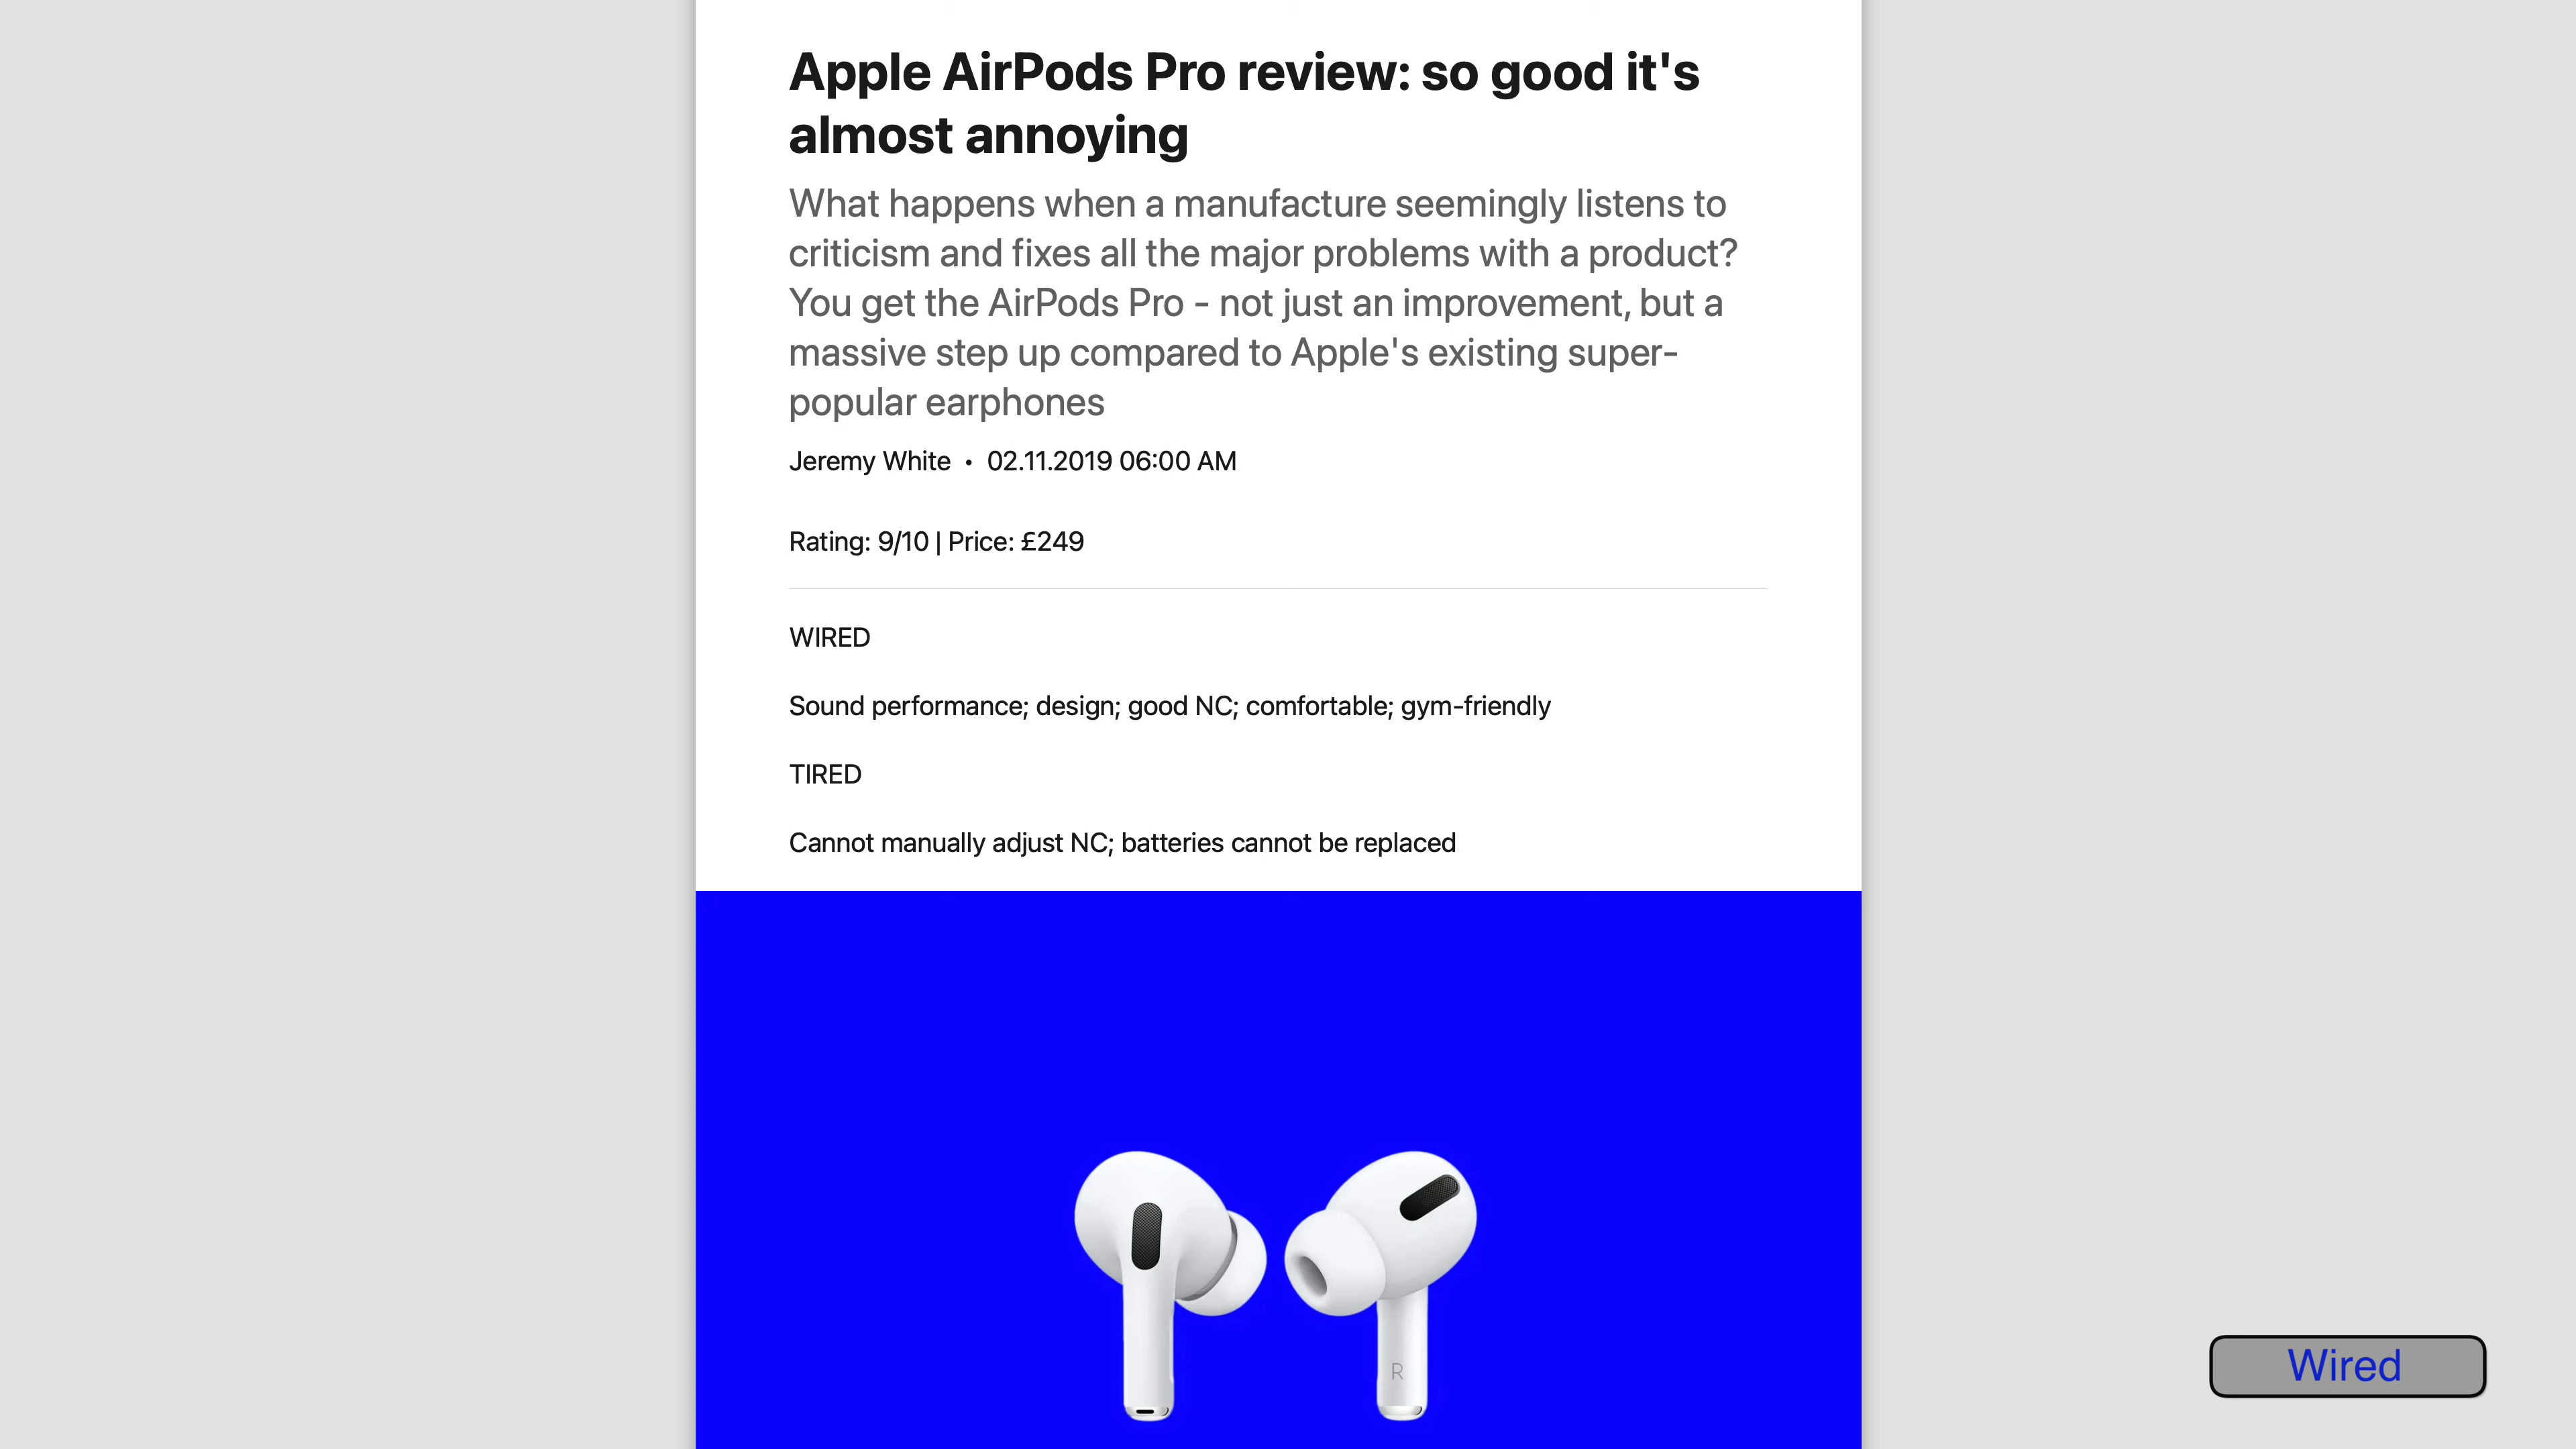 Apple AirPods Pro review: so good it's
almost annoying
What happens when a manufacture seemingly listens to
criticism and fixes all the major problems with a product?
You get the AirPods Pro - not just an improvement, but a
massive step up compared to Apple's existing super-
popular earphones
Jeremy White • 02.11.2019 06:00 AM
Rating: 9/10 | Price: £249
WIRED
Sound performance; design; good NC; comfortable; gym-friendly
TIRED
Cannot manually adjust NC; batteries cannot be replaced
R
Wired